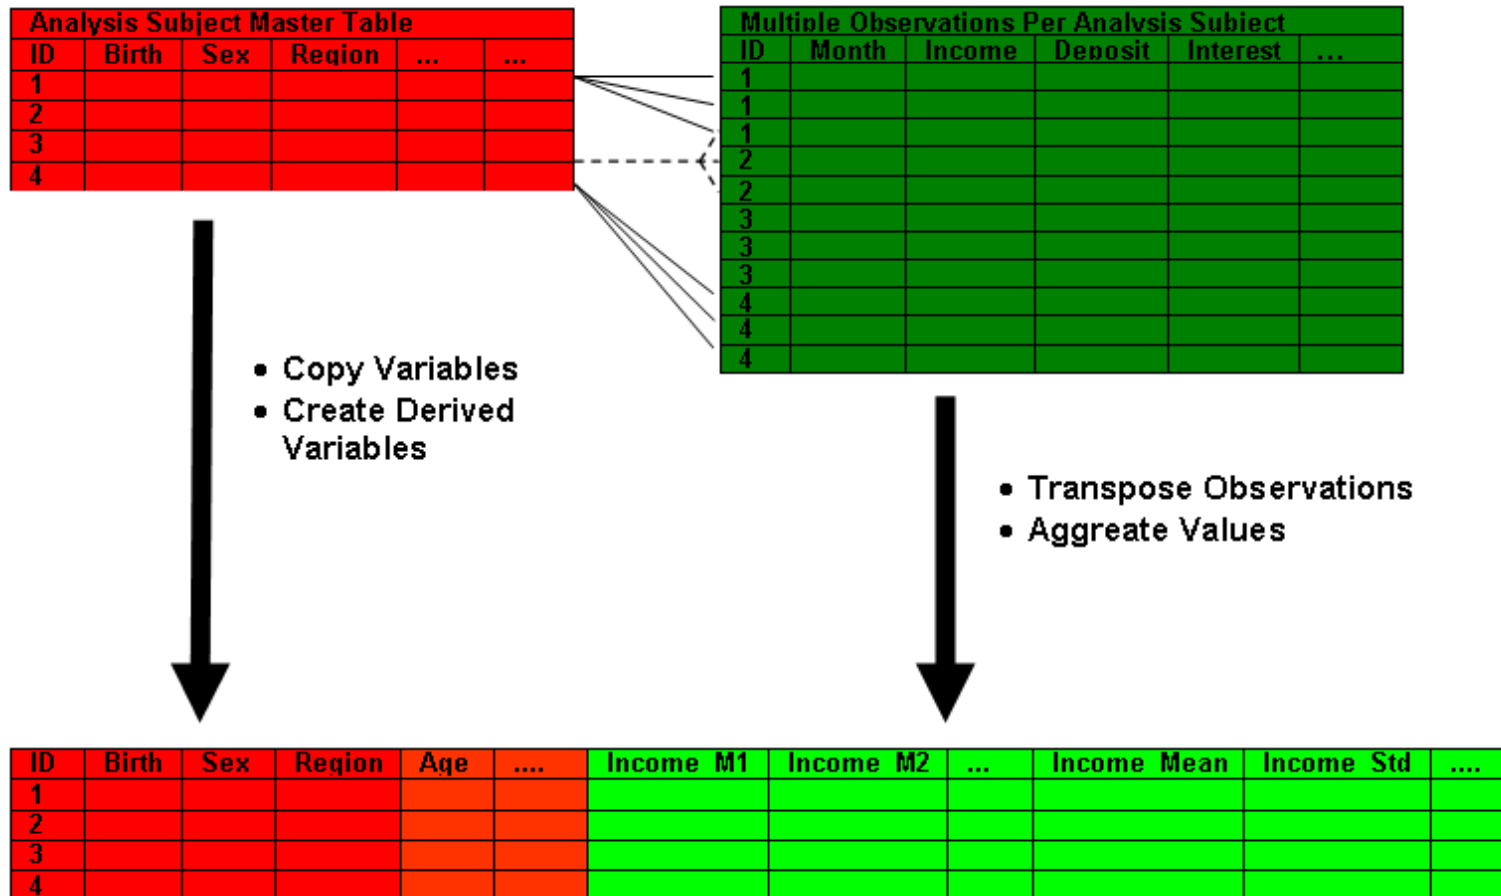 Analysis Subject Master Table
ID Birth Sex Region ... ...
1
2
3
4
Multiple Observations Per Analysis Subject
ID Month Income Deposit Interest ...
1
1
1
2
2
3
3
3
4
4
4
• Copy Variables
• Create Derived
Variables
• Transpose Observations
• Aggreate Values
ID Birth Sex Region Age .... Income M1 Income M2 ... Income Mean Income Std ....
1
2
3
4